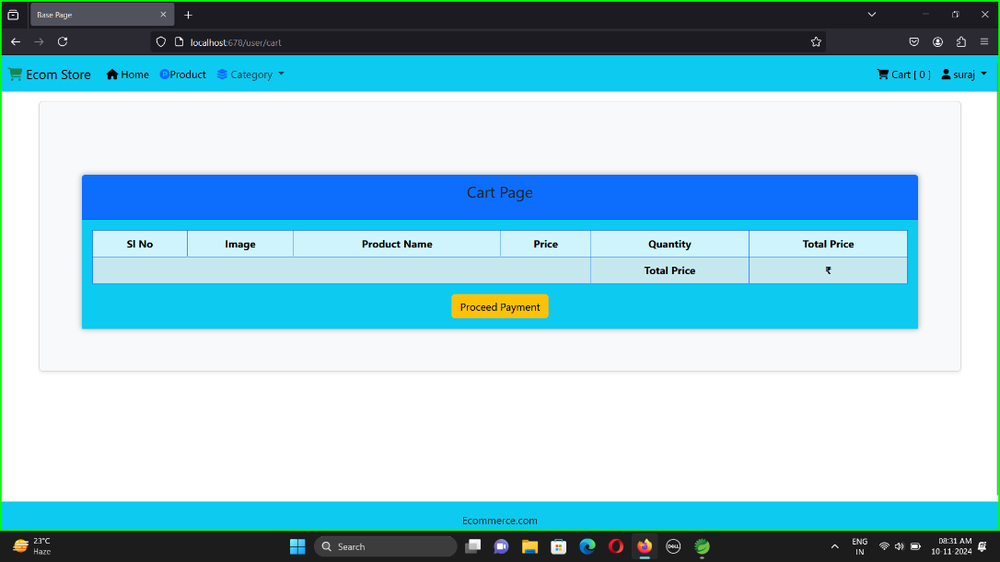 Base Page
localhost:678/user/cart
Ecom Store Home Product Category Cart [ 0 ] suraj
Cart Page
Sl No Image Product Name Price Quantity Total Price
Total Price ₹
Proceed Payment
Ecommerce.com
23°C
Haze
Search
DELL
ENG
IN
08:31 AM
10-11-2024